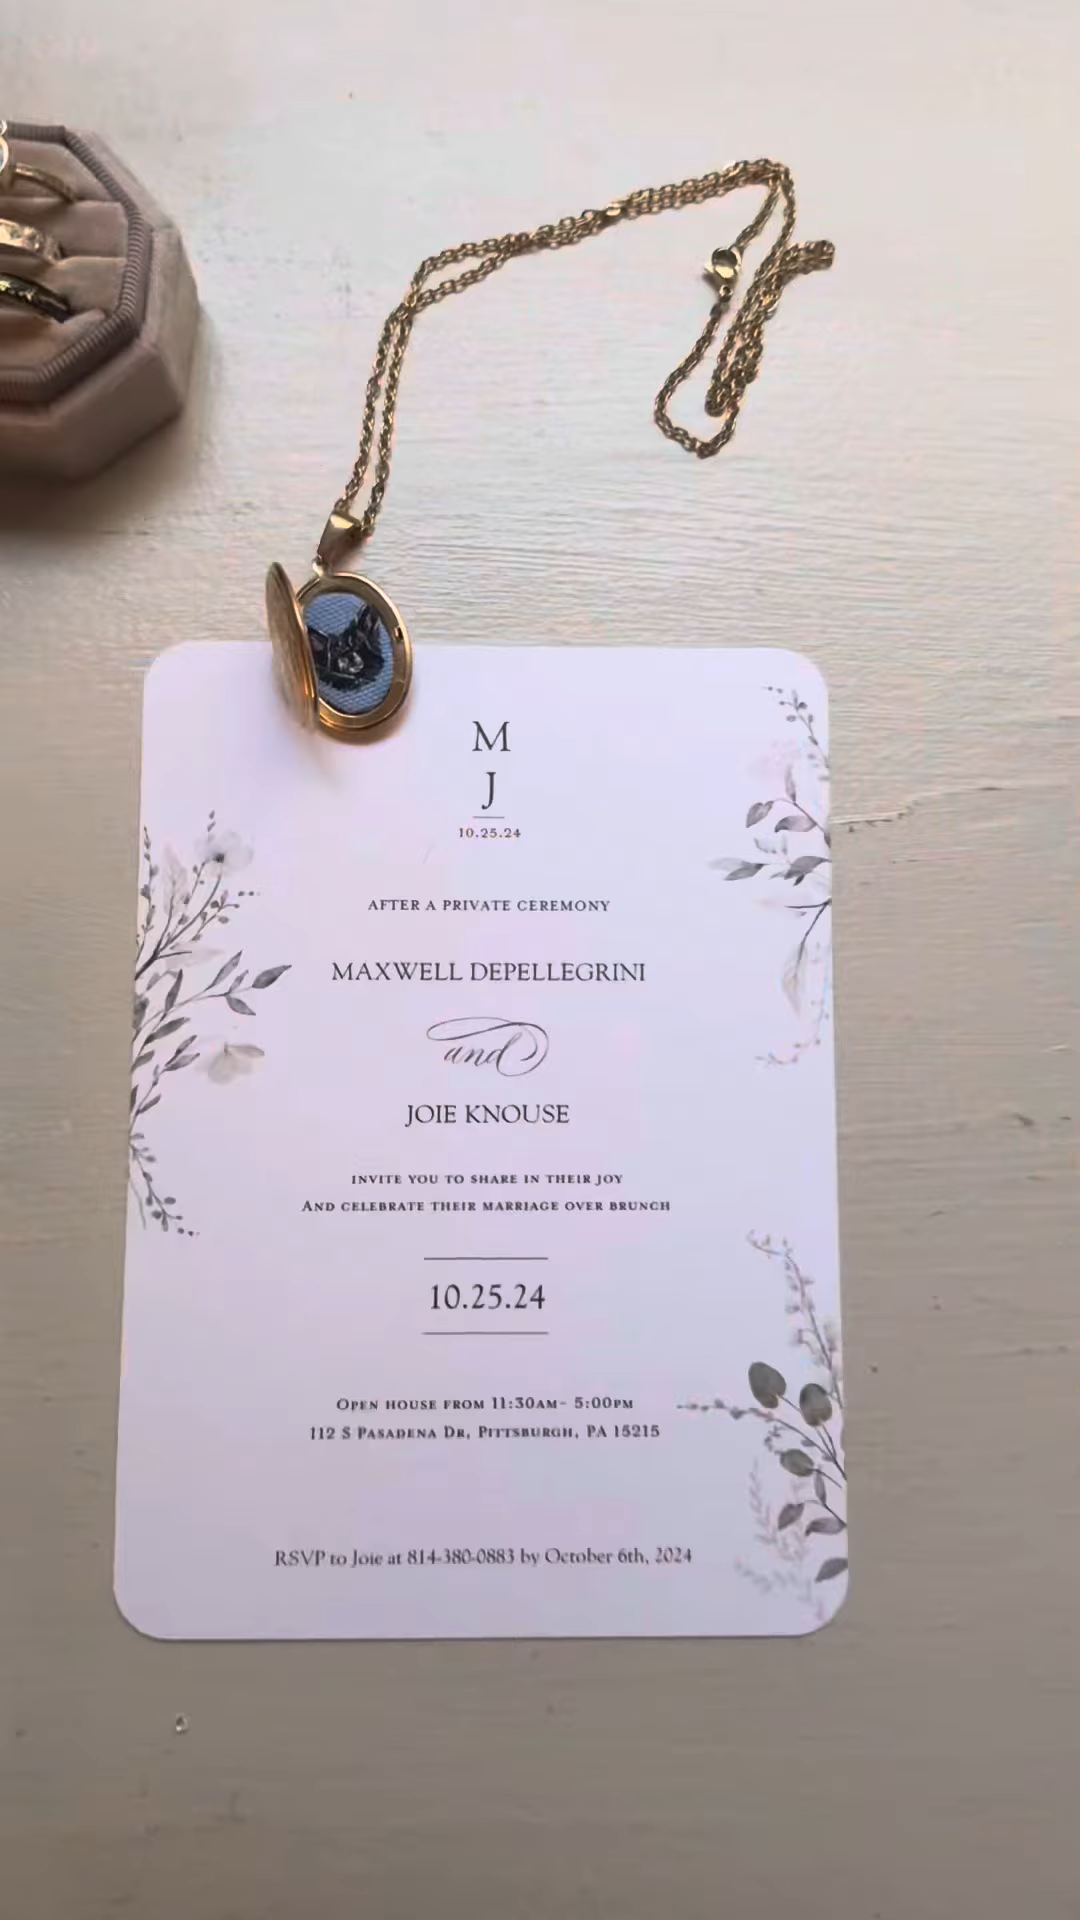 M
J
10.25.24
AFTER A PRIVATE CEREMONY
MAXWELL DEPELLEGRINI
and
JOIE KNOUSE
INVITE YOU TO SHARE IN THEIR JOY
AND CELEBRATE THEIR MARRIAGE OVER BRUNCH
10.25.24
OPEN HOUSE FROM 11:30AM- 5:00PM
112 S PASADENA DR, PITTSBURGH, PA 15215
RSVP to Joie at 814-380-0883 by October 6th, 2024